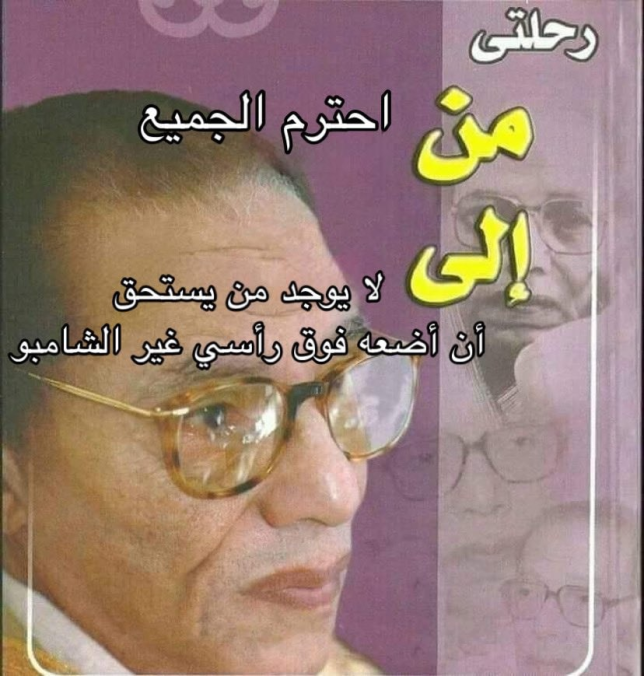 رحلتى
من
احترم الجميع
إلى
لا يوجد من يستحق
أن أضعه فوق رأسي غير الشامبو